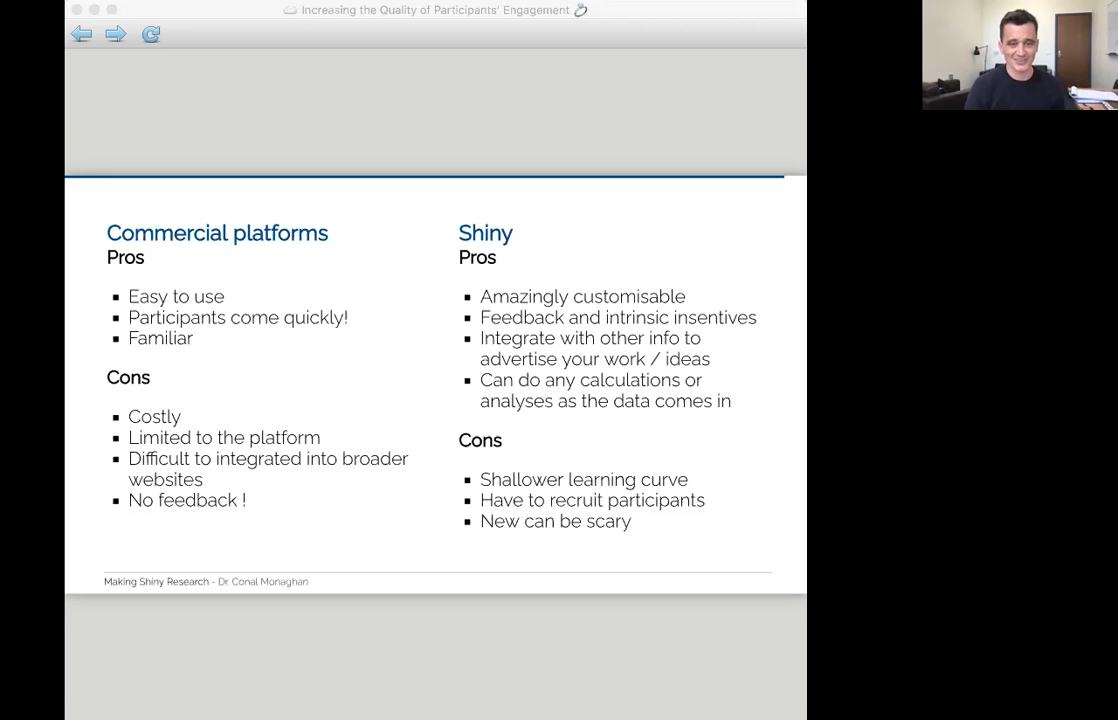 Increasing the Quality of Participants' Engagement
Commercial platforms
Pros
Easy to use
Participants come quickly!
Familiar
Cons
Costly
Limited to the platform
Difficult to integrated into broader
websites
No feedback !
Shiny
Pros
Amazingly customisable
Feedback and intrinsic insentives
Integrate with other info to
advertise your work / ideas
Can do any calculations or
analyses as the data comes in
Cons
Shallower learning curve
Have to recruit participants
New can be scary
Making Shiny Research - Dr. Conal Monaghan